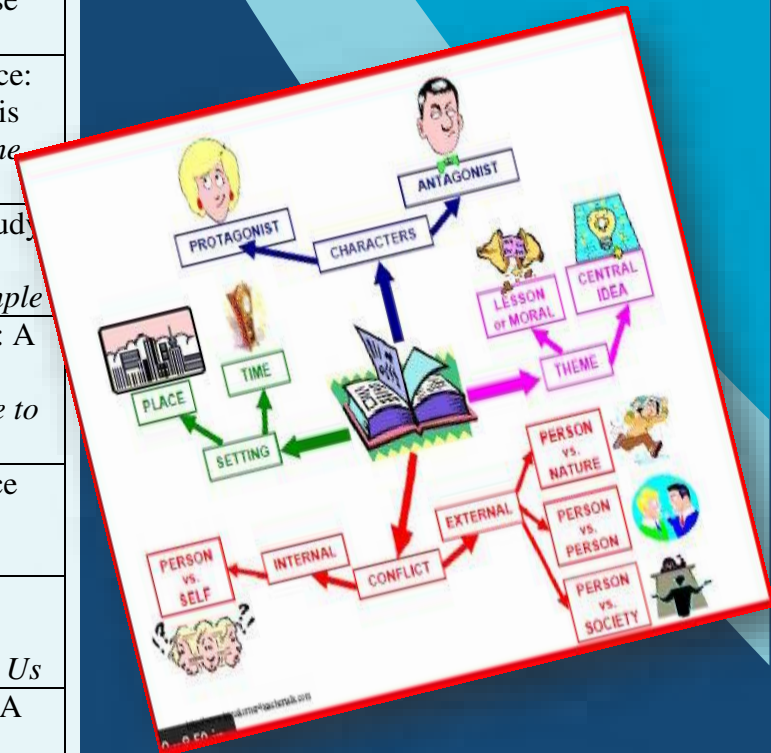 se
ce:
is
ne
udy
mple
: A
e to
ce
Us
A
ANTAGONIST
PROTAGONIST
CHARACTERS
LESSON
or MORAL
CENTRAL
IDEA
THEME
TIME
PLACE
SETTING
PERSON
vs.
NATURE
EXTERNAL
PERSON
vs.
PERSON
INTERNAL
CONFLICT
PERSON
vs.
SELF
PERSON
vs.
SOCIETY